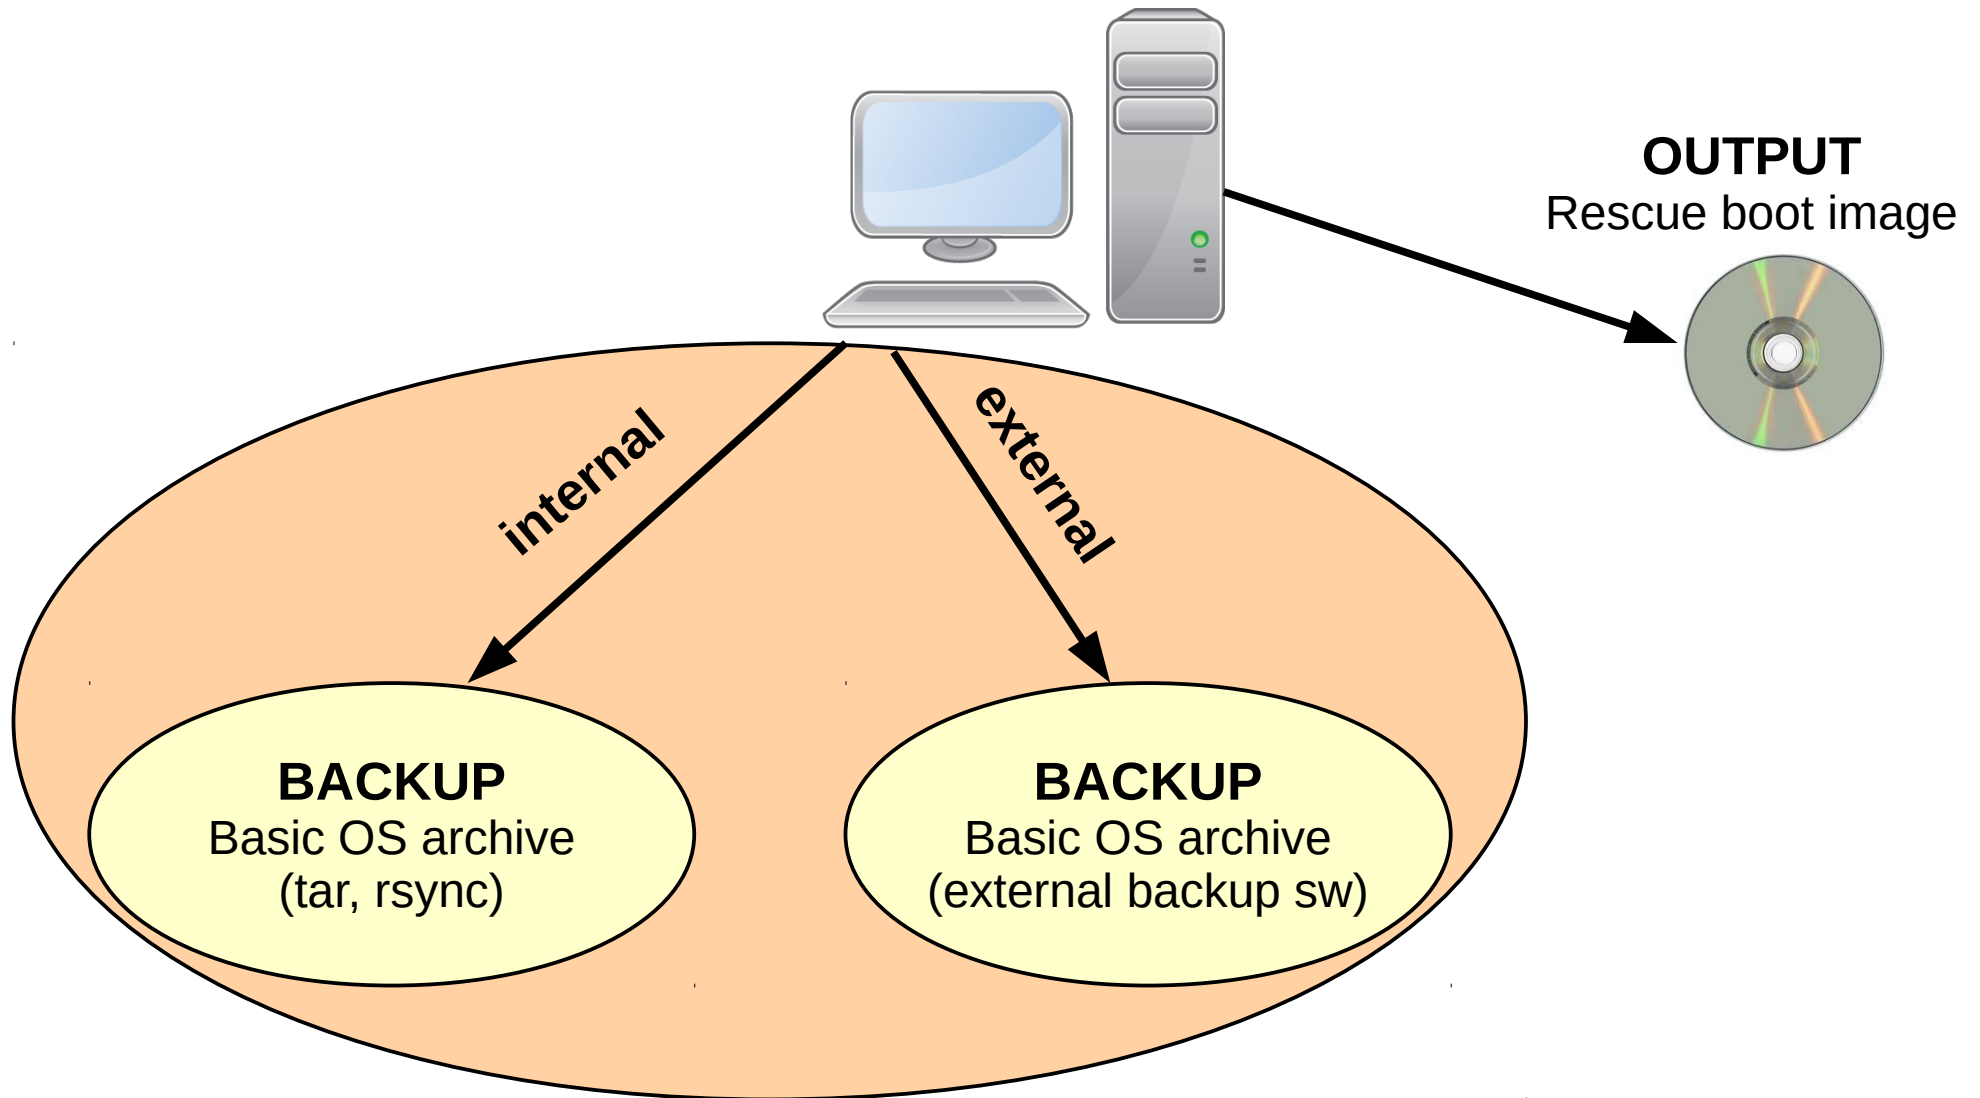 OUTPUT
Rescue boot image
internal
external
BACKUP
Basic OS archive
(tar, rsync)
BACKUP
Basic OS archive
(external backup sw)